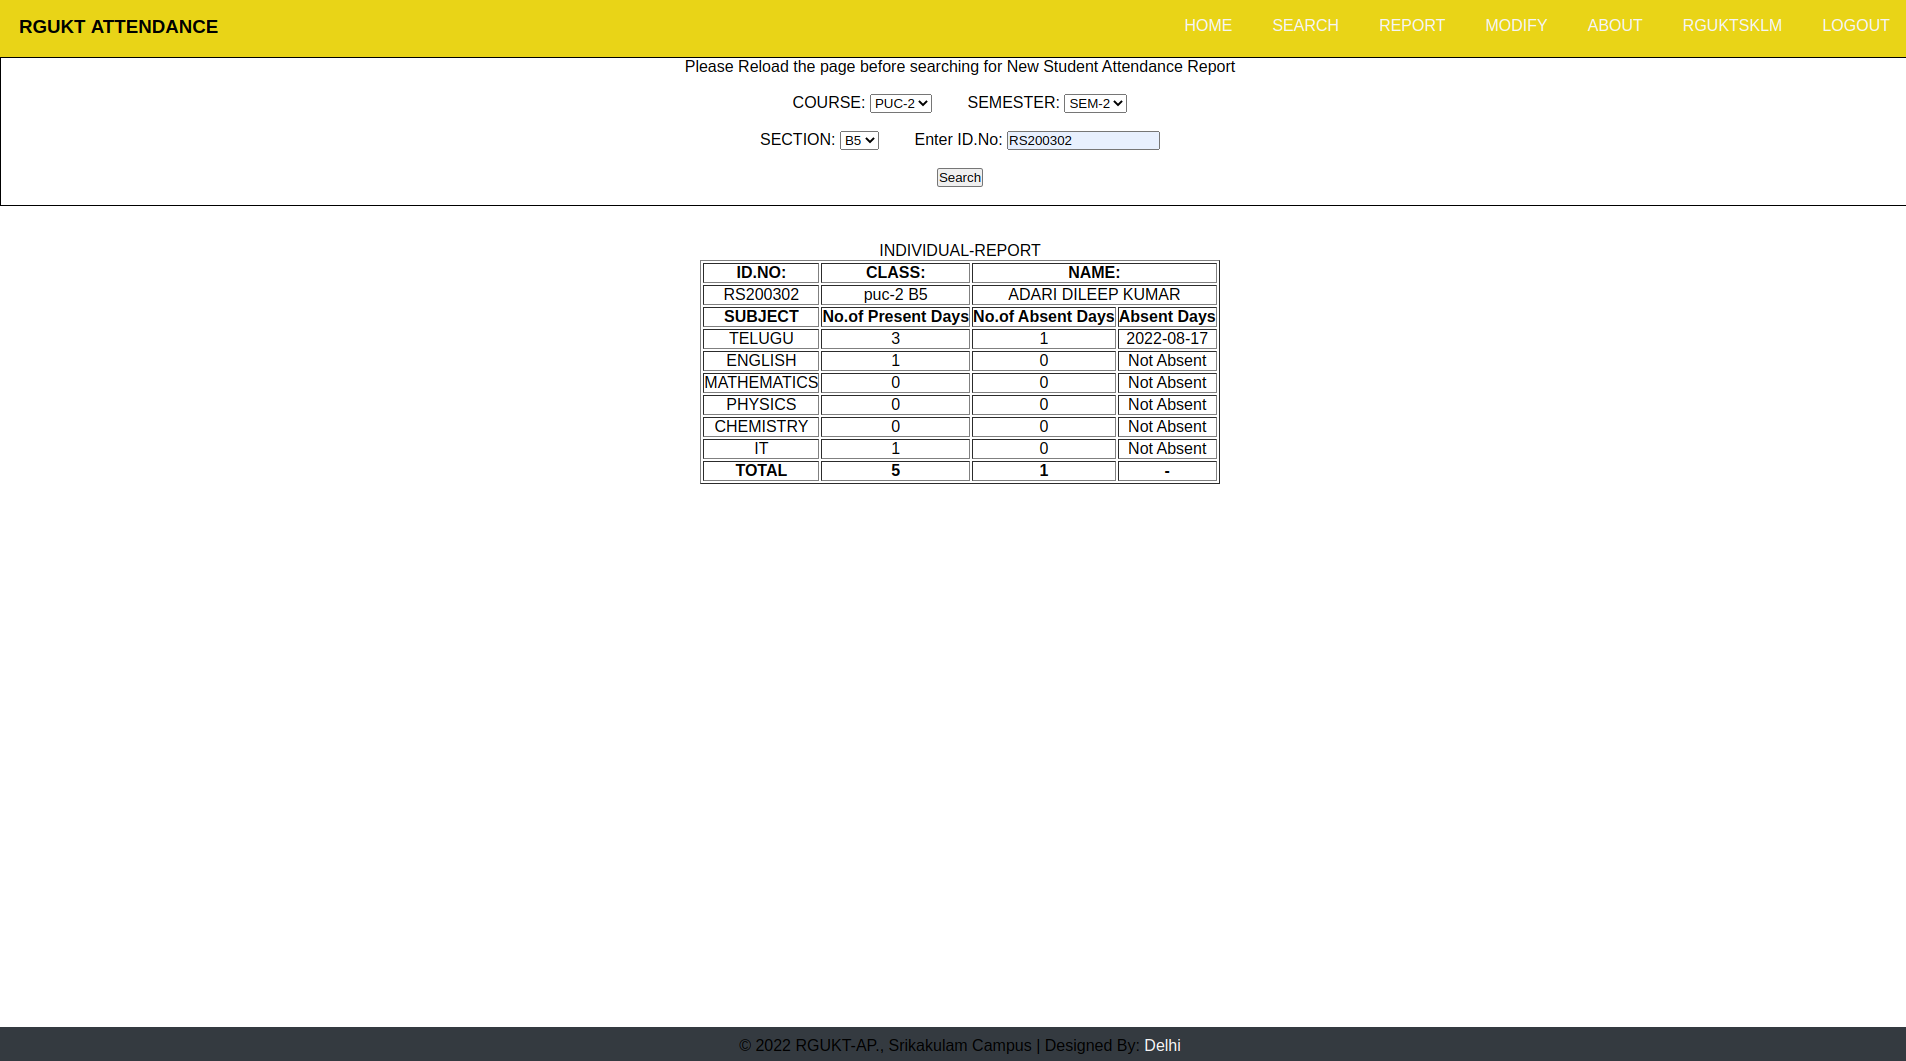 RGUKT ATTENDANCE HOME SEARCH REPORT MODIFY ABOUT RGUKTSKLM LOGOUT
Please Reload the page before searching for New Student Attendance Report
COURSE: PUC-2 SEMESTER: SEM-2
SECTION: B5 Enter ID.No: RS200302
Search
INDIVIDUAL-REPORT
ID.NO: CLASS: NAME:
RS200302 puc-2 B5 ADARI DILEEP KUMAR
SUBJECT No.of Present Days No.of Absent Days Absent Days
TELUGU 3 1 2022-08-17
ENGLISH 1 0 Not Absent
MATHEMATICS 0 0 Not Absent
PHYSICS 0 0 Not Absent
CHEMISTRY 0 0 Not Absent
IT 1 0 Not Absent
TOTAL 5 1 -
© 2022 RGUKT-AP., Srikakulam Campus | Designed By: Delhi